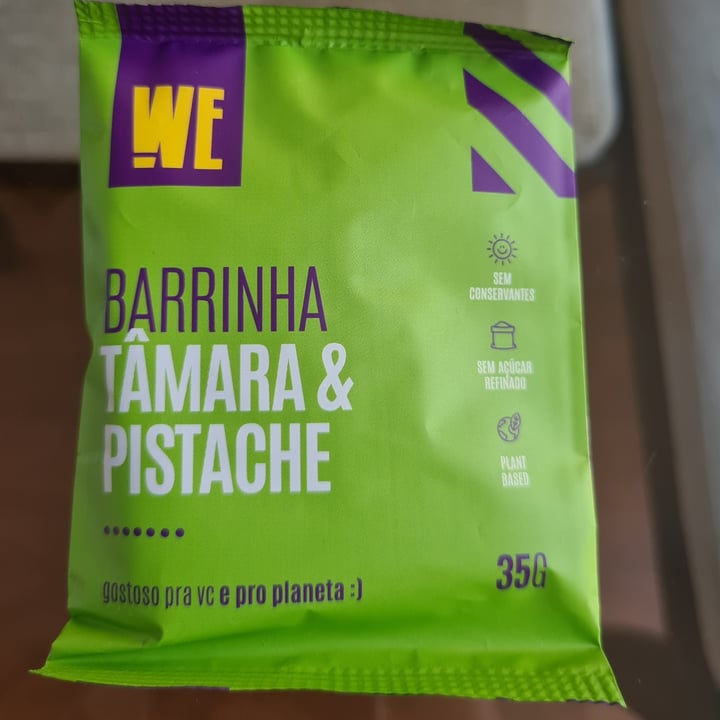 WE
BARRINHA
TÂMARA &
PISTACHE
gostoso pra vc e pro planeta :)
SEM
CONSERVANTES
SEM AÇÚCAR
REFINADO
PLANT
BASED
35G